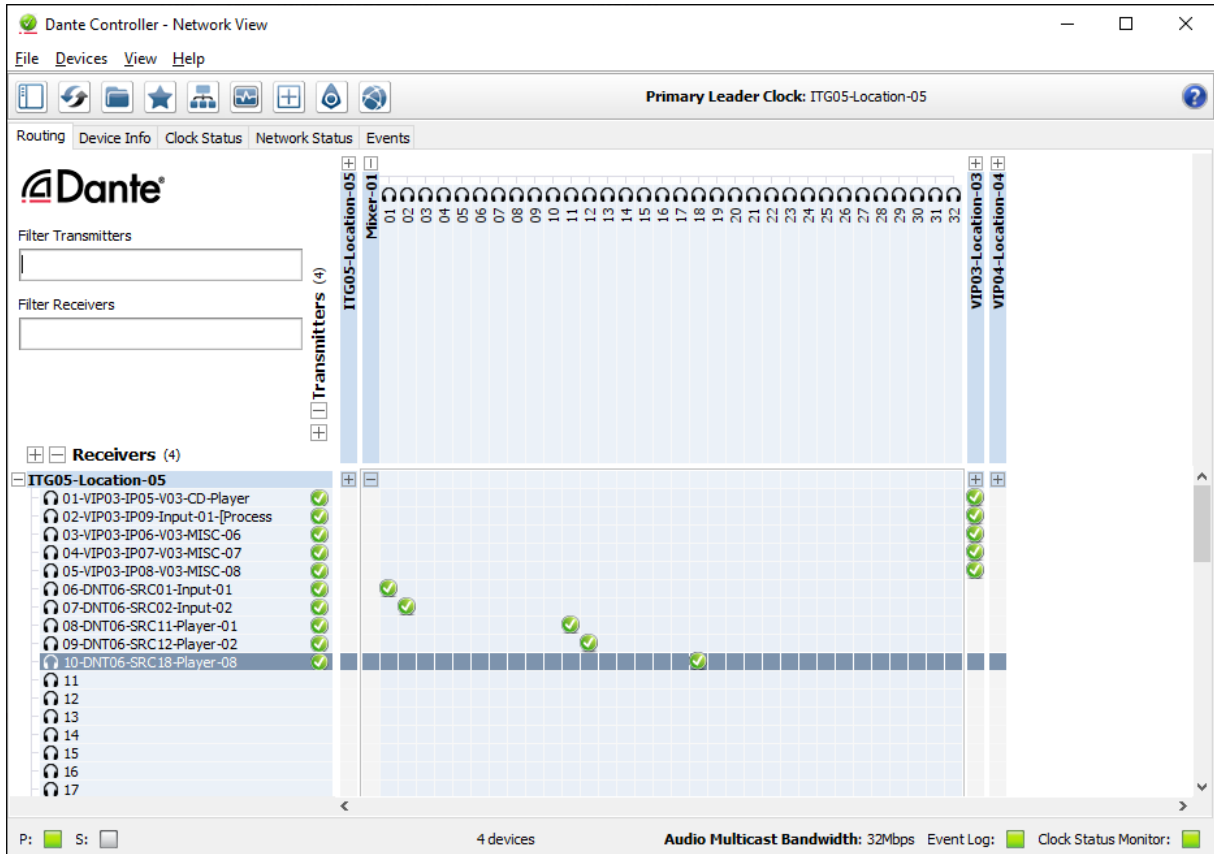 Dante Controller - Network View
File Devices View Help
Primary Leader Clock: ITG05-Location-05
Routing Device Info Clock Status Network Status Events
Dante®
Filter Transmitters
Filter Receivers
Transmitters (4)
ITG05-Location-05
Mixer-01
01 02 03 04 05 06 07 08 09 10 11 12 13 14 15 16 17 18 19 20 21 22 23 24 25 26 27 28 29 30 31 32
VIP03-Location-03
VIP04-Location-04
Receivers (4)
ITG05-Location-05
01-VIP03-IP05-V03-CD-Player
02-VIP03-IP09-Input-01-[Process
03-VIP03-IP06-V03-MISC-06
04-VIP03-IP07-V03-MISC-07
05-VIP03-IP08-V03-MISC-08
06-DNT06-SRC01-Input-01
07-DNT06-SRC02-Input-02
08-DNT06-SRC11-Player-01
09-DNT06-SRC12-Player-02
10-DNT06-SRC18-Player-08
11
12
13
14
15
16
17
P: S: 4 devices Audio Multicast Bandwidth: 32Mbps Event Log: Clock Status Monitor: